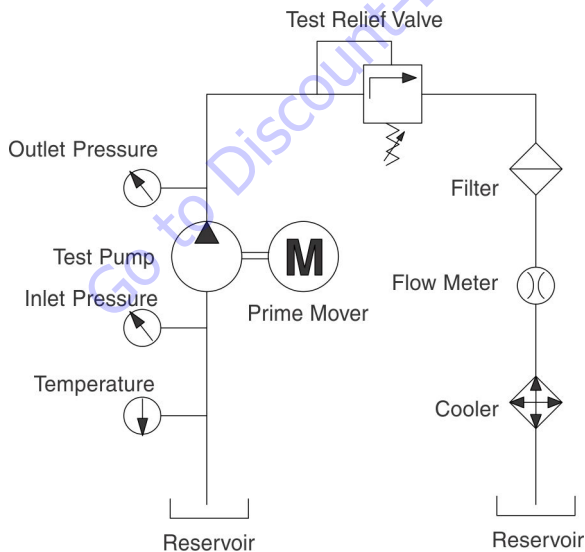 Test Relief Valve
Outlet Pressure
Filter
Test Pump
M
Flow Meter
Inlet Pressure
Prime Mover
Temperature
Cooler
Reservoir
Reservoir
Go to Discount-